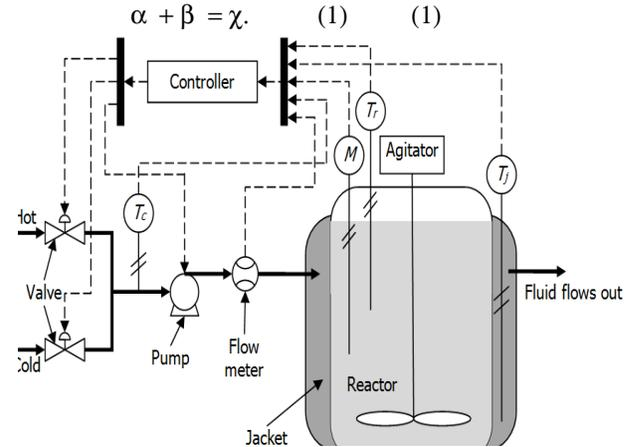 α + β = χ. (1) (1)
Controller
Tr
M
Agitator
Tj
Tc
Hot
Valve
Fluid flows out
Cold
Pump
Flow
meter
Reactor
Jacket